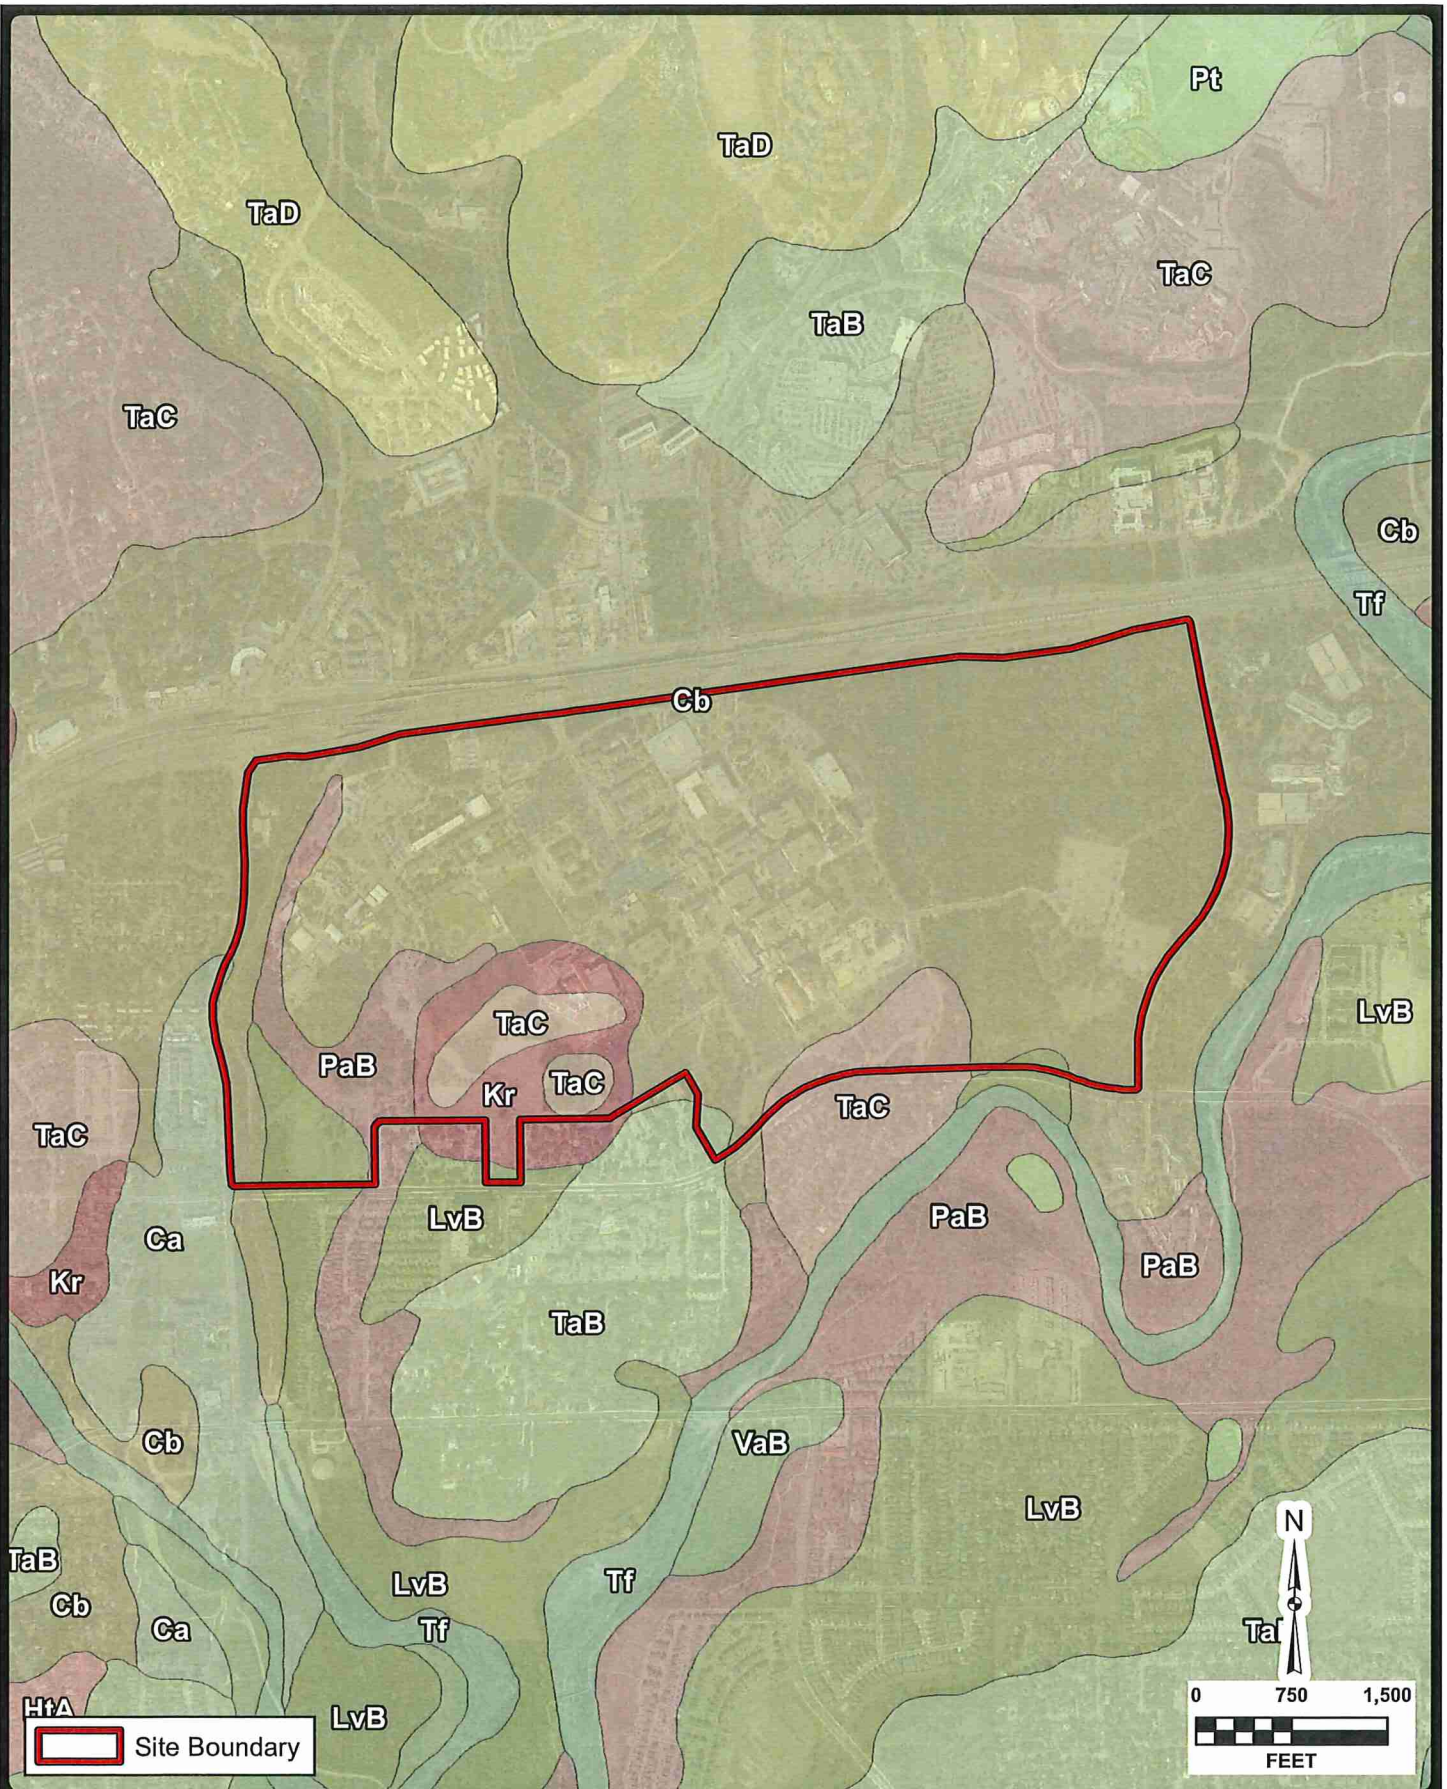 Pt
TaD
TaD
TaC
TaB
TaC
Cb
Tf
Cb
LvB
TaC
PaB
TaC
Kr
TaC
TaC
PaB
LvB
Ca
PaB
Kr
TaB
Cb
VaB
LvB
N
TaB
LvB
Tf
Cb
Ca
Tf
HtA
LvB
0 750 1,500
FEET
Site Boundary